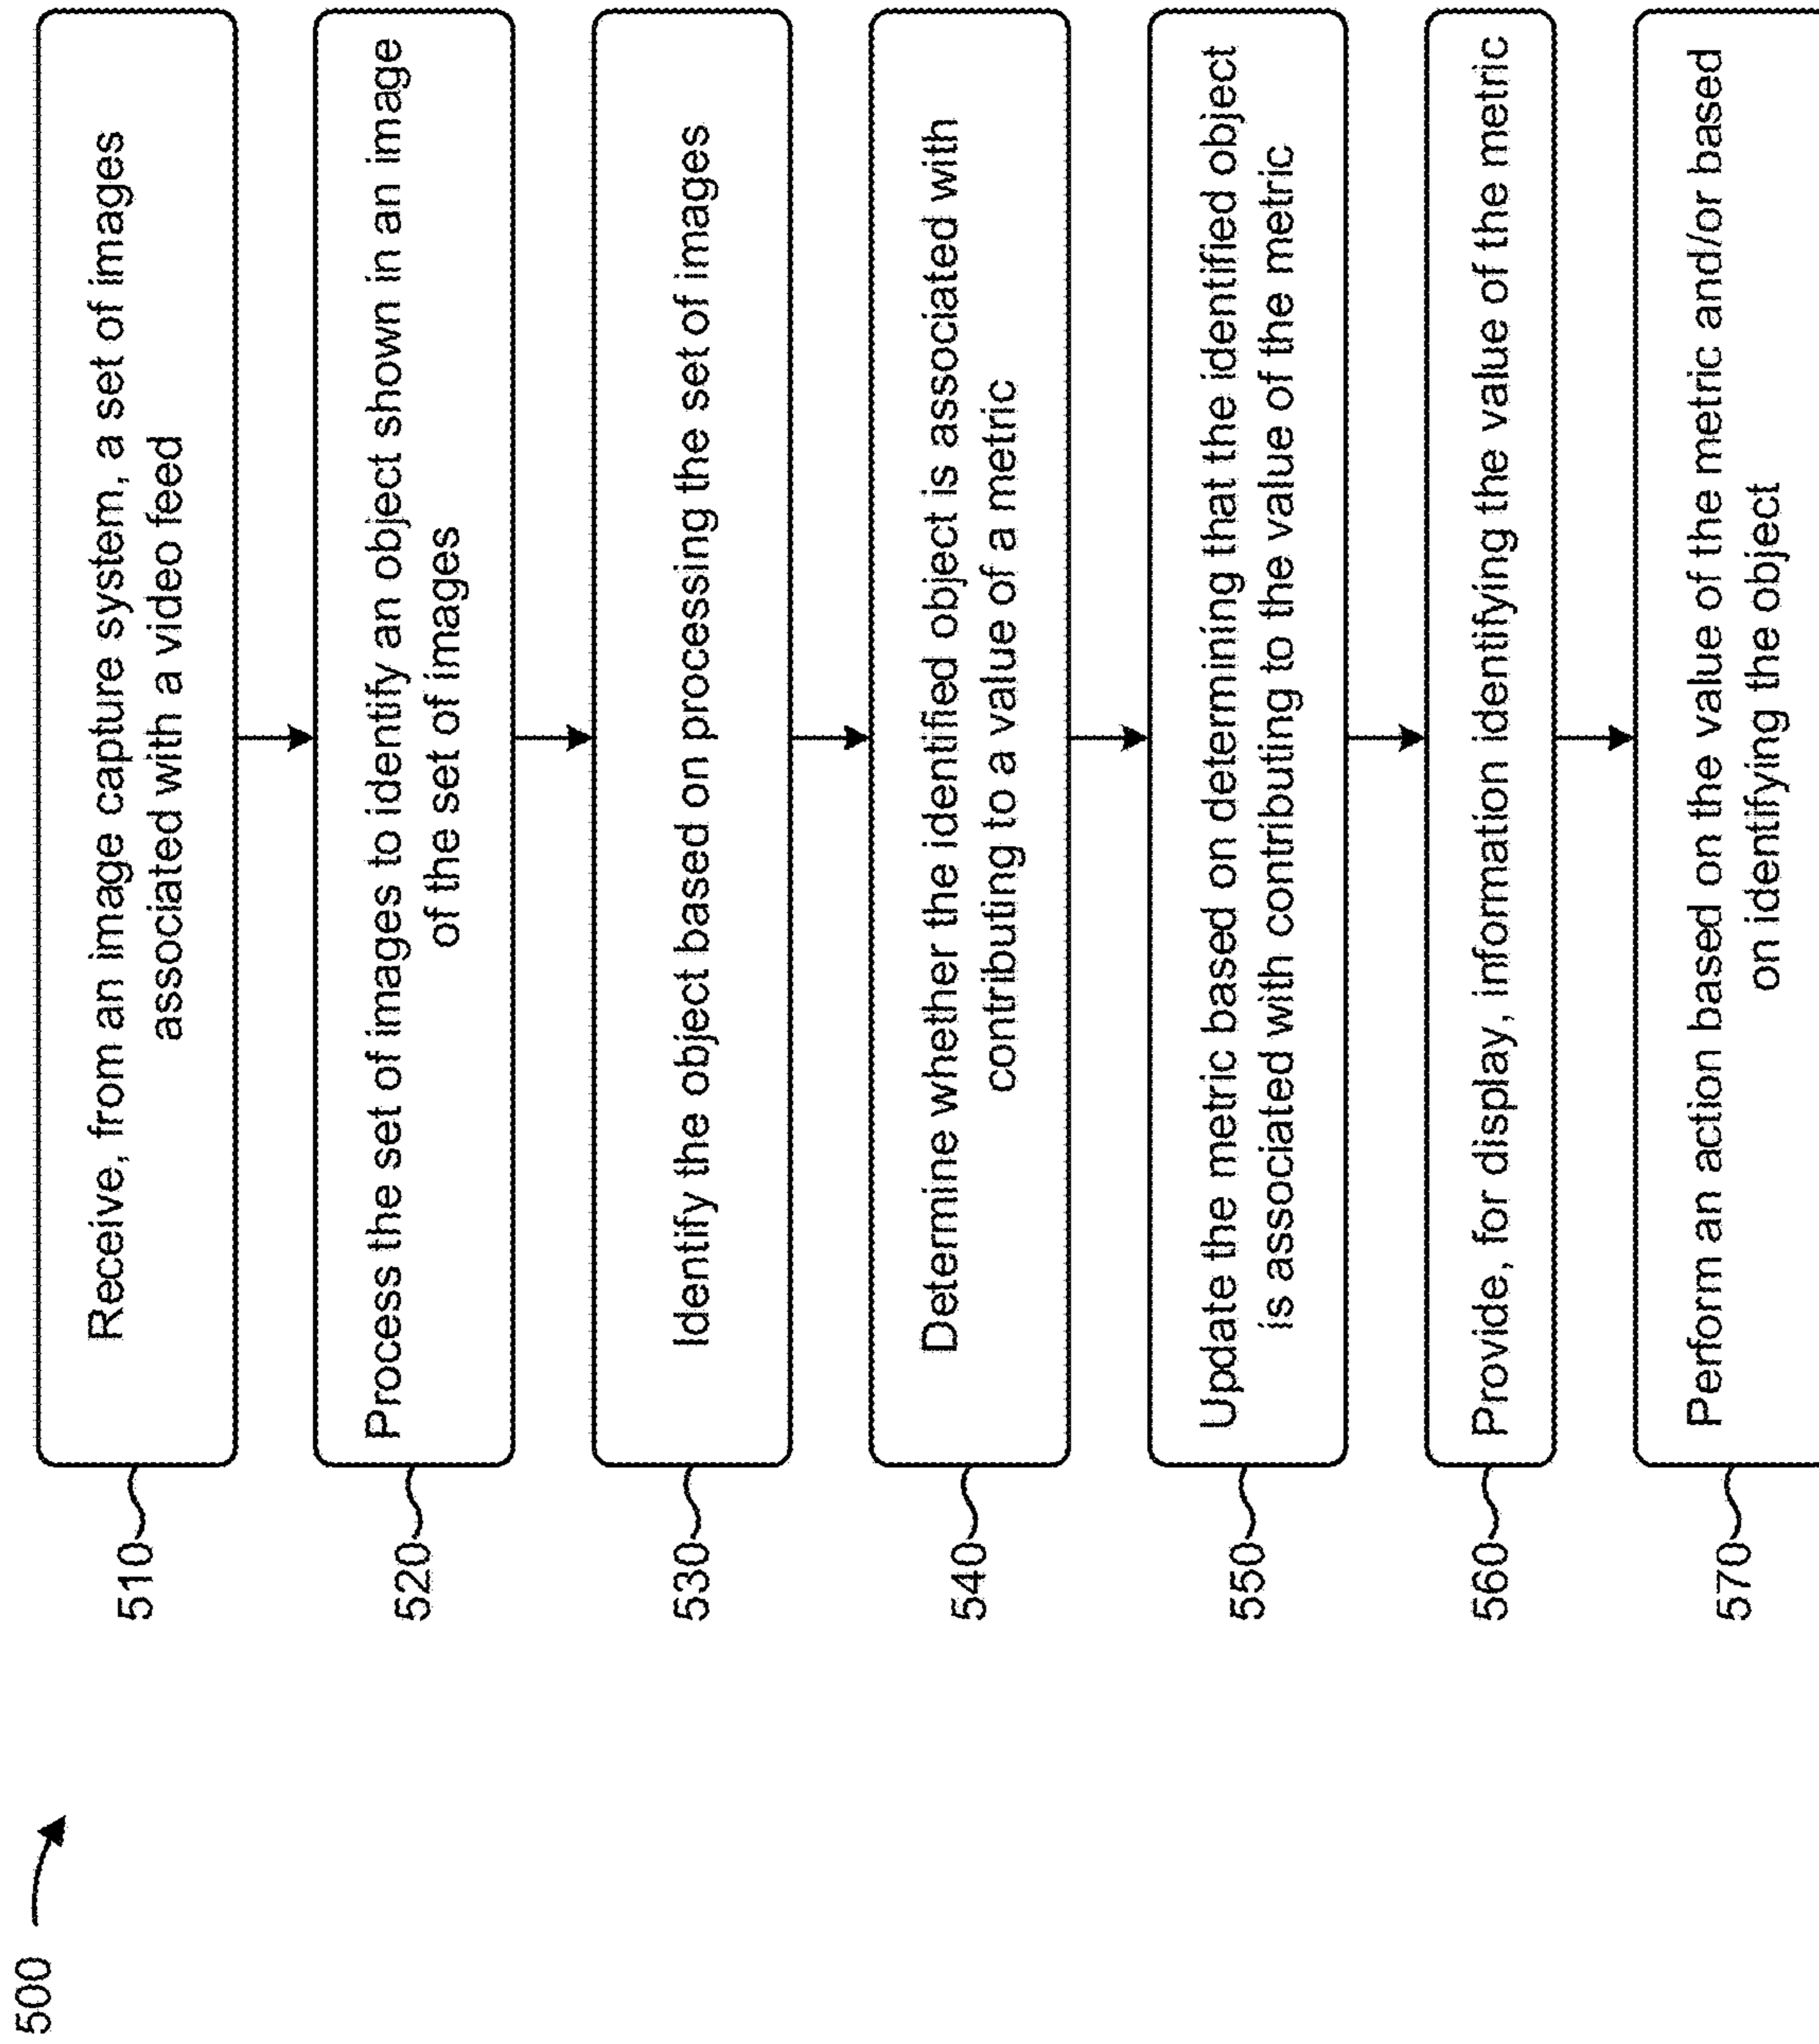 500
510
Receive, from an image capture system, a set of images
associated with a video feed
520
Process the set of images to identify an object shown in an image
of the set of images
530
Identify the object based on processing the set of images
540
Determine whether the identified object is associated with
contributing to a value of a metric
550
Update the metric based on determining that the identified object
is associated with contributing to the value of the metric
560
Provide, for display, information identifying the value of the metric
570
Perform an action based on the value of the metric and/or based
on identifying the object